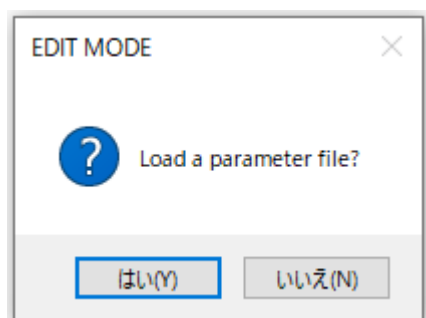 EDIT MODE
Load a parameter file?
はい(Y)
いいえ(N)